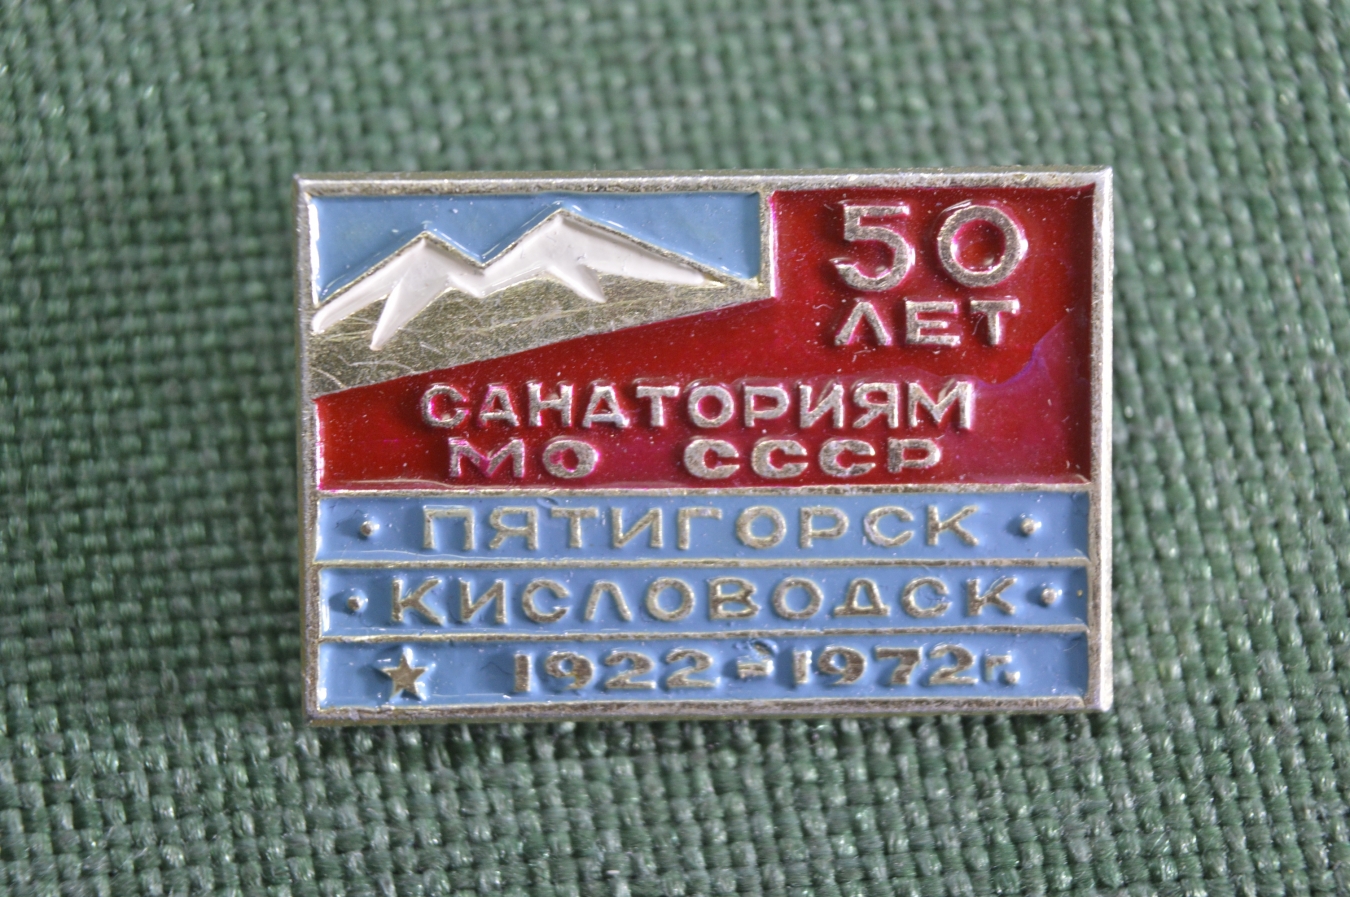 50
ЛЕТ
САНАТОРИЯМ
МО СССР
· ПЯТИГОРСК ·
· КИСЛОВОДСК ·
★ 1922-1972г.